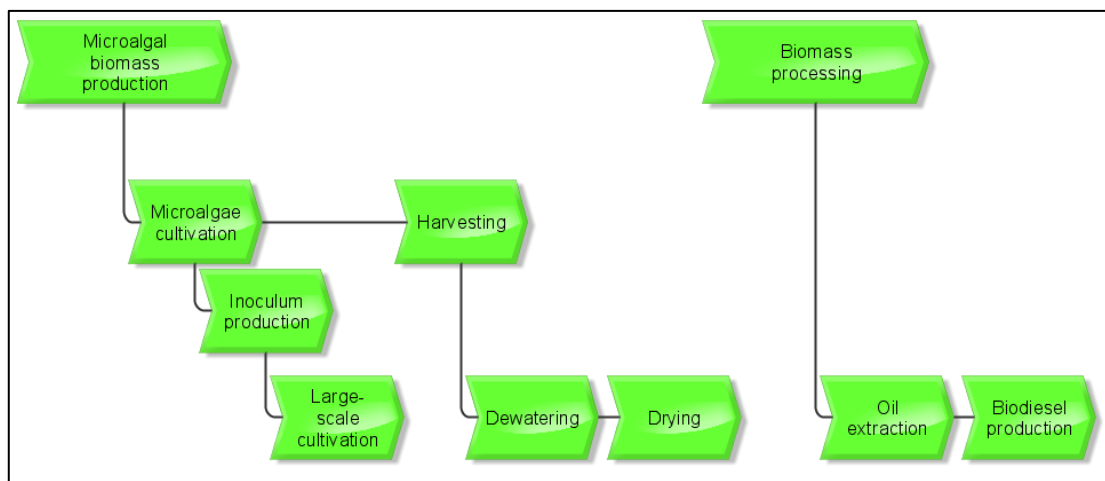 Microalgal
biomass
production
Biomass
processing
Microalgae
cultivation
Harvesting
Inoculum
production
Large-
scale
cultivation
Dewatering
Drying
Oil
extraction
Biodiesel
production